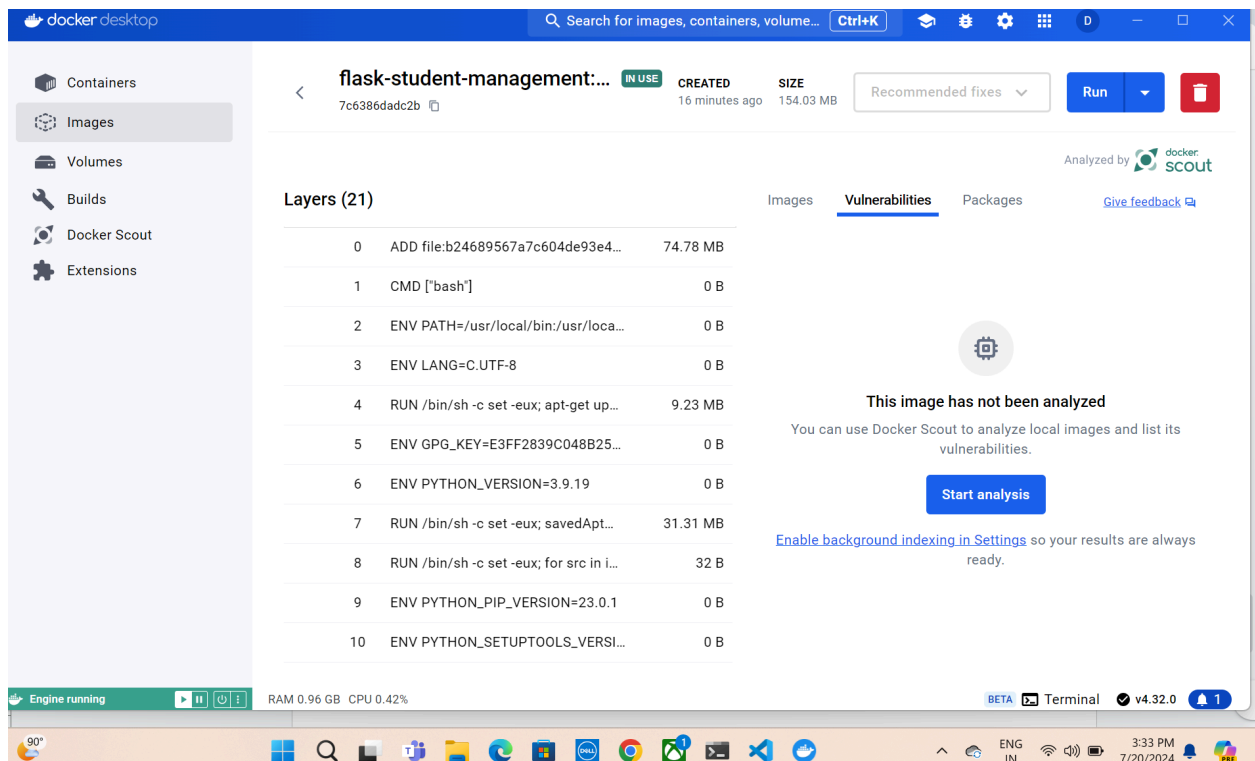 docker desktop
Search for images, containers, volume... Ctrl+K
D
Containers
Images
Volumes
Builds
Docker Scout
Extensions
flask-student-management:... IN USE
7c6386dadc2b
CREATED
16 minutes ago
SIZE
154.03 MB
Recommended fixes
Run
Analyzed by docker scout
Layers (21)
Images Vulnerabilities Packages Give feedback
0 ADD file:b24689567a7c604de93e4... 74.78 MB
1 CMD ["bash"] 0 B
2 ENV PATH=/usr/local/bin:/usr/loca... 0 B
3 ENV LANG=C.UTF-8 0 B
4 RUN /bin/sh -c set -eux; apt-get up... 9.23 MB
5 ENV GPG_KEY=E3FF2839C048B25... 0 B
6 ENV PYTHON_VERSION=3.9.19 0 B
7 RUN /bin/sh -c set -eux; savedApt... 31.31 MB
8 RUN /bin/sh -c set -eux; for src in i... 32 B
9 ENV PYTHON_PIP_VERSION=23.0.1 0 B
10 ENV PYTHON_SETUPTOOLS_VERSI... 0 B
This image has not been analyzed
You can use Docker Scout to analyze local images and list its
vulnerabilities.
Start analysis
Enable background indexing in Settings so your results are always
ready.
Engine running
RAM 0.96 GB CPU 0.42%
BETA Terminal v4.32.0 1
90°
DELL
1
ENG
IN
3:33 PM
7/20/2024
PRE